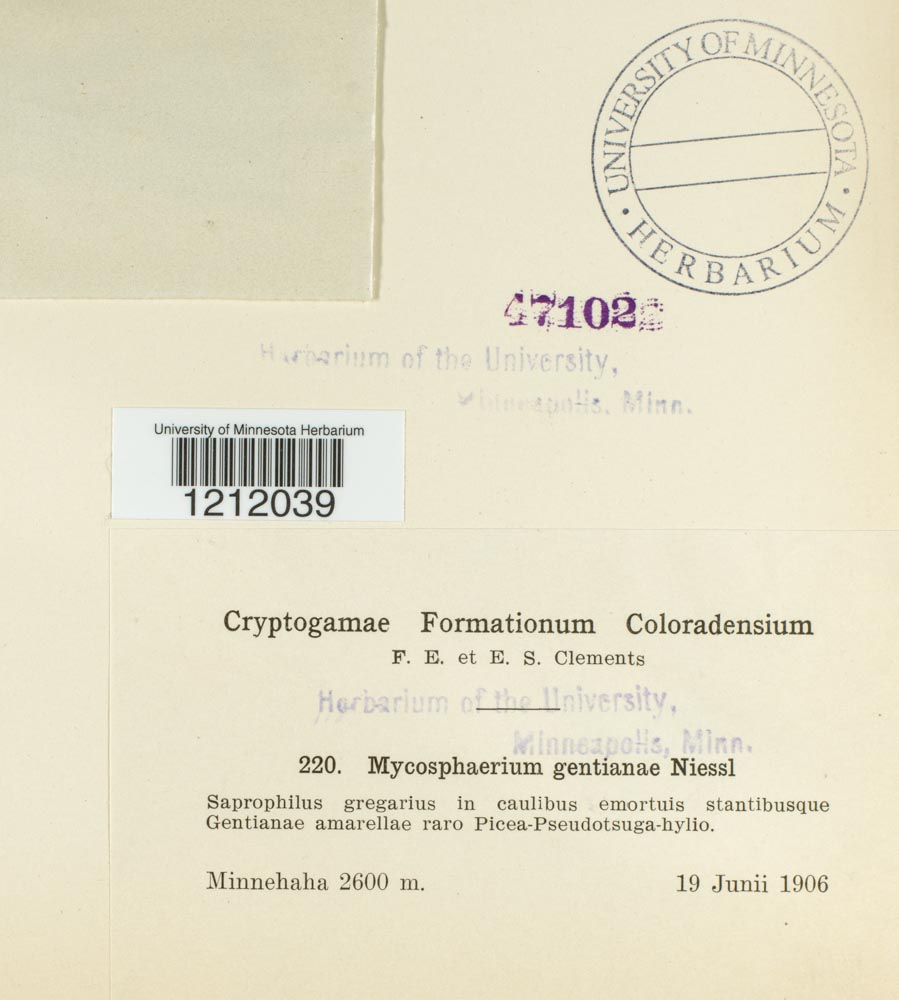 UNIVERSITY OF MINNESOTA
• HERBARIUM •
47102
Herbarium of the University,
Minneapolis, Minn.
University of Minnesota Herbarium
1212039
Cryptogamae Formationum Coloradensium
F. E. et E. S. Clements
Herbarium of the University,
Minneapolis, Minn.
220. Mycosphaerium gentianae Niessl
Saprophilus gregarius in caulibus emortuis stantibusque
Gentianae amarellae raro Picea-Pseudotsuga-hylio.
Minnehaha 2600 m. 19 Junii 1906